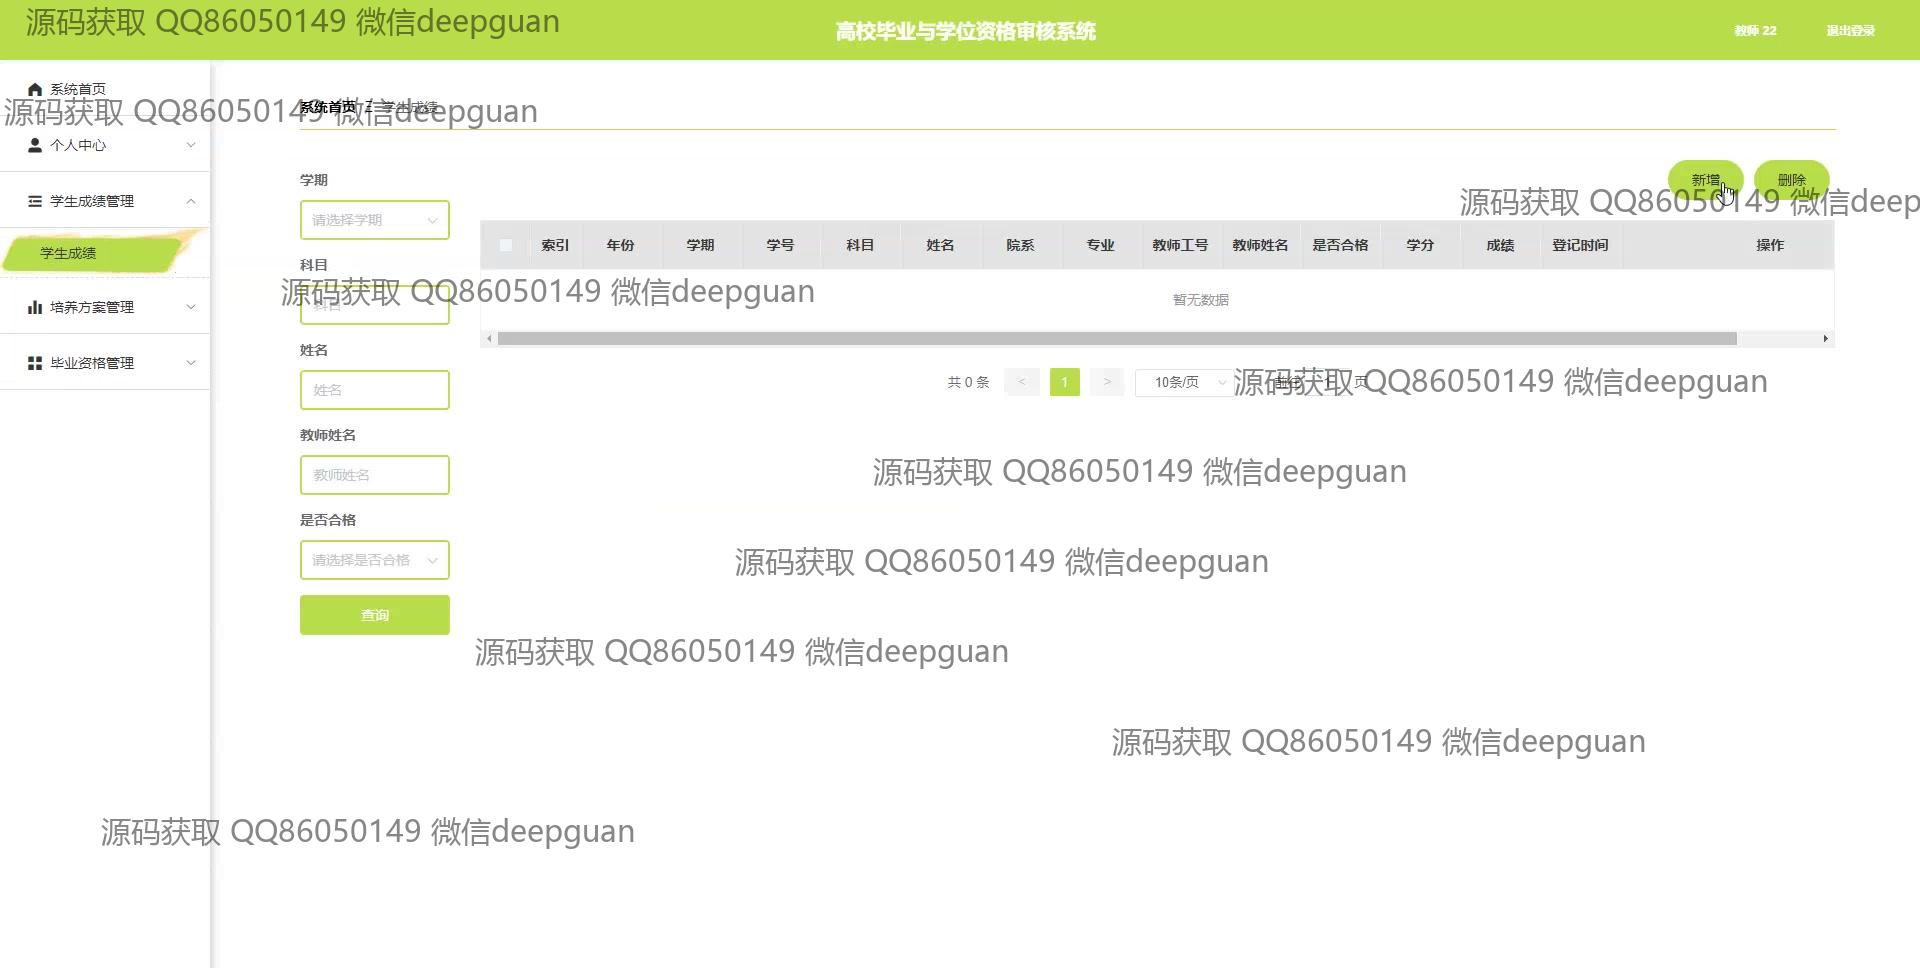 源码获取 QQ86050149 微信deepguan
高校毕业与学位资格审核系统
教师 22
退出登录
系统首页
源码获取 QQ86050149 微信deepguan
系统首页
学生成绩
个人中心
学生成绩管理
学生成绩
培养方案管理
毕业资格管理
学期
请选择学期
科目
科目
源码获取 QQ86050149 微信deepguan
姓名
姓名
教师姓名
教师姓名
是否合格
请选择是否合格
查询
新增
删除
源码获取 QQ86050149 微信deep
索引 年份 学期 学号 科目 姓名 院系 专业 教师工号 教师姓名 是否合格 学分 成绩 登记时间 操作
暂无数据
共 0 条 < 1 > 10条/页 前往 1 页
源码获取 QQ86050149 微信deepguan
源码获取 QQ86050149 微信deepguan
源码获取 QQ86050149 微信deepguan
源码获取 QQ86050149 微信deepguan
源码获取 QQ86050149 微信deepguan
源码获取 QQ86050149 微信deepguan